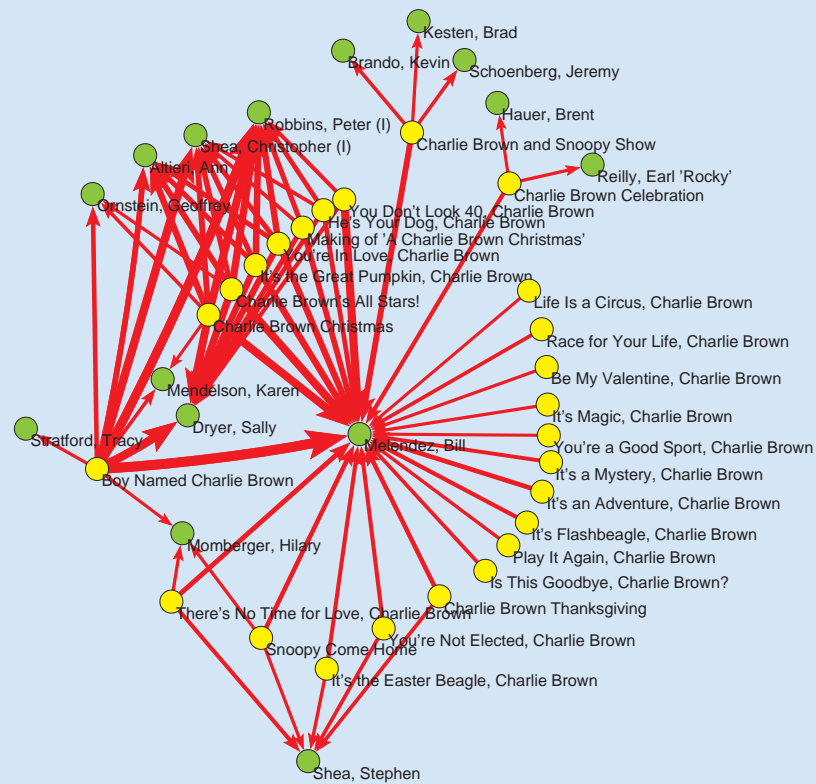 Kesten, Brad
Brando, Kevin
Schoenberg, Jeremy
Hauer, Brent
Robbins, Peter (I)
Charlie Brown and Snoopy Show
Shea, Christopher (I)
Altieri, Ann
Reilly, Earl 'Rocky'
Charlie Brown Celebration
Ornstein, Geoffrey
You Don't Look 40, Charlie Brown
He's Your Dog, Charlie Brown
Making of 'A Charlie Brown Christmas'
You're In Love, Charlie Brown
It's the Great Pumpkin, Charlie Brown
Charlie Brown's All Stars!
Life Is a Circus, Charlie Brown
Charlie Brown Christmas
Race for Your Life, Charlie Brown
Be My Valentine, Charlie Brown
Mendelson, Karen
It's Magic, Charlie Brown
Dryer, Sally
Stratford, Tracy
Melendez, Bill
You're a Good Sport, Charlie Brown
It's a Mystery, Charlie Brown
Boy Named Charlie Brown
It's an Adventure, Charlie Brown
It's Flashbeagle, Charlie Brown
Momberger, Hilary
Play It Again, Charlie Brown
Is This Goodbye, Charlie Brown?
Charlie Brown Thanksgiving
There's No Time for Love, Charlie Brown
You're Not Elected, Charlie Brown
Snoopy Come Home
It's the Easter Beagle, Charlie Brown
Shea, Stephen